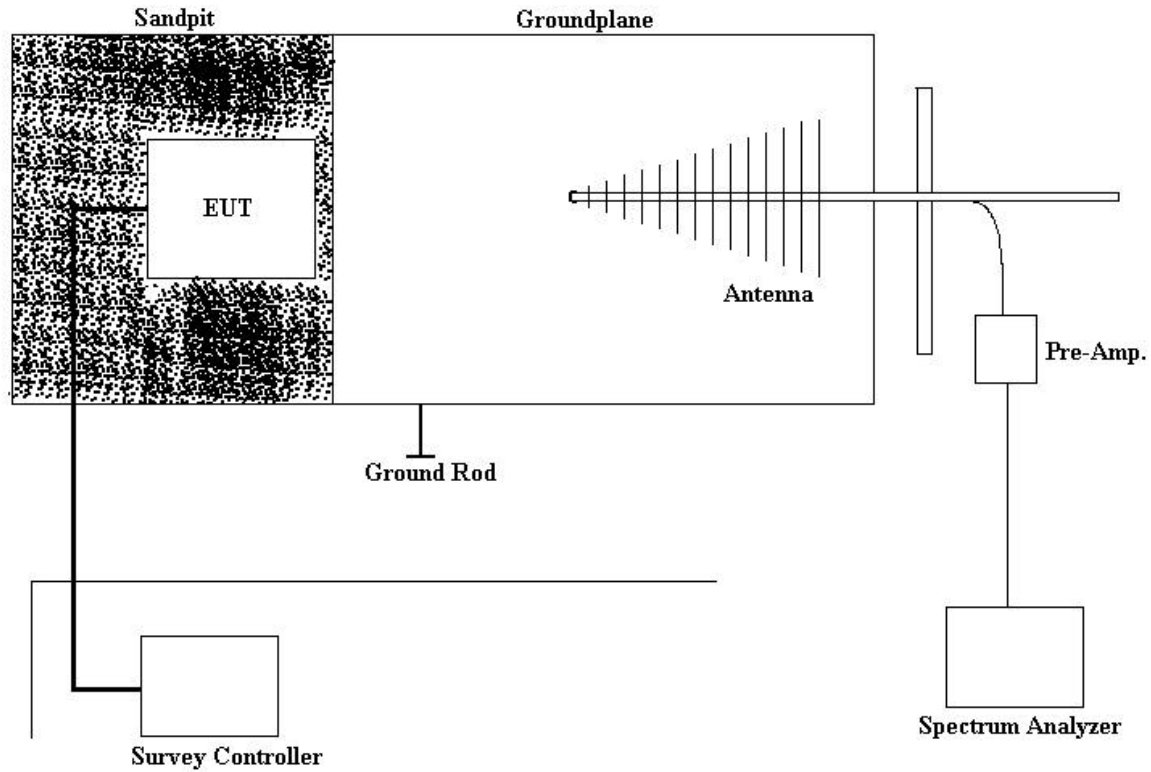 Sandpit
Groundplane
EUT
Antenna
Pre-Amp.
Ground Rod
Spectrum Analyzer
Survey Controller